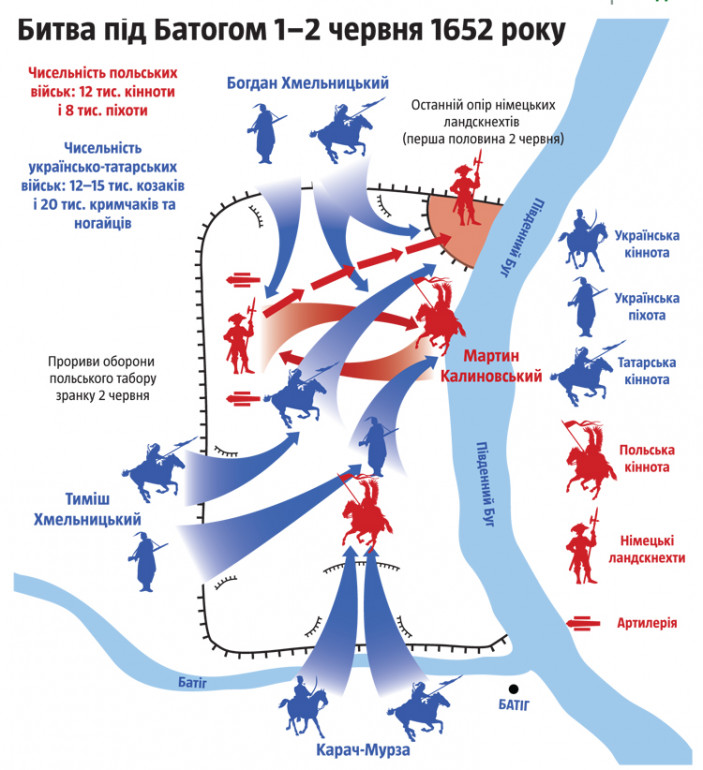 Битва під Батогом 1–2 червня 1652 року
Чисельність польських
військ: 12 тис. кінноти
і 8 тис. піхоти
Чисельність
українсько-татарських
військ: 12–15 тис. козаків
і 20 тис. кримчаків та
ногайців
Богдан Хмельницький
Останній опір німецьких
ландскнехтів
(перша половина 2 червня)
Південний Буг
Українська
кіннота
Українська
піхота
Татарська
кіннота
Мартин
Калиновський
Прориви оборони
польського табору
зранку 2 червня
Польська
кіннота
Південний Буг
Тиміш
Хмельницький
Німецькі
ландскнехти
Артилерія
Батіг
БАТІГ
Карач-Мурза